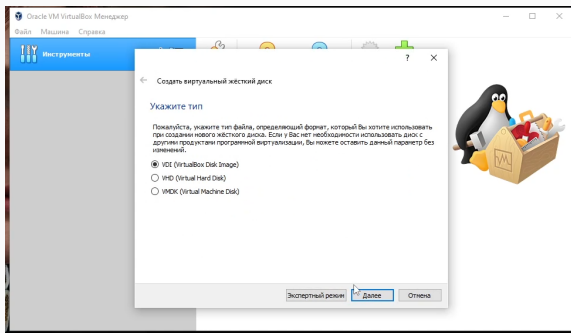 Oracle VM VirtualBox Менеджер
Файл Машина Справка
Инструменты
?
Создать виртуальный жёсткий диск
Укажите тип
Пожалуйста, укажите тип файла, определяющий формат, который Вы хотите использовать
при создании нового жёсткого диска. Если у Вас нет необходимости использовать диск с
другими продуктами программной виртуализации, Вы можете оставить данный параметр без
изменений.
VDI (VirtualBox Disk Image)
VHD (Virtual Hard Disk)
VMDK (Virtual Machine Disk)
Экспертный режим Далее Отмена